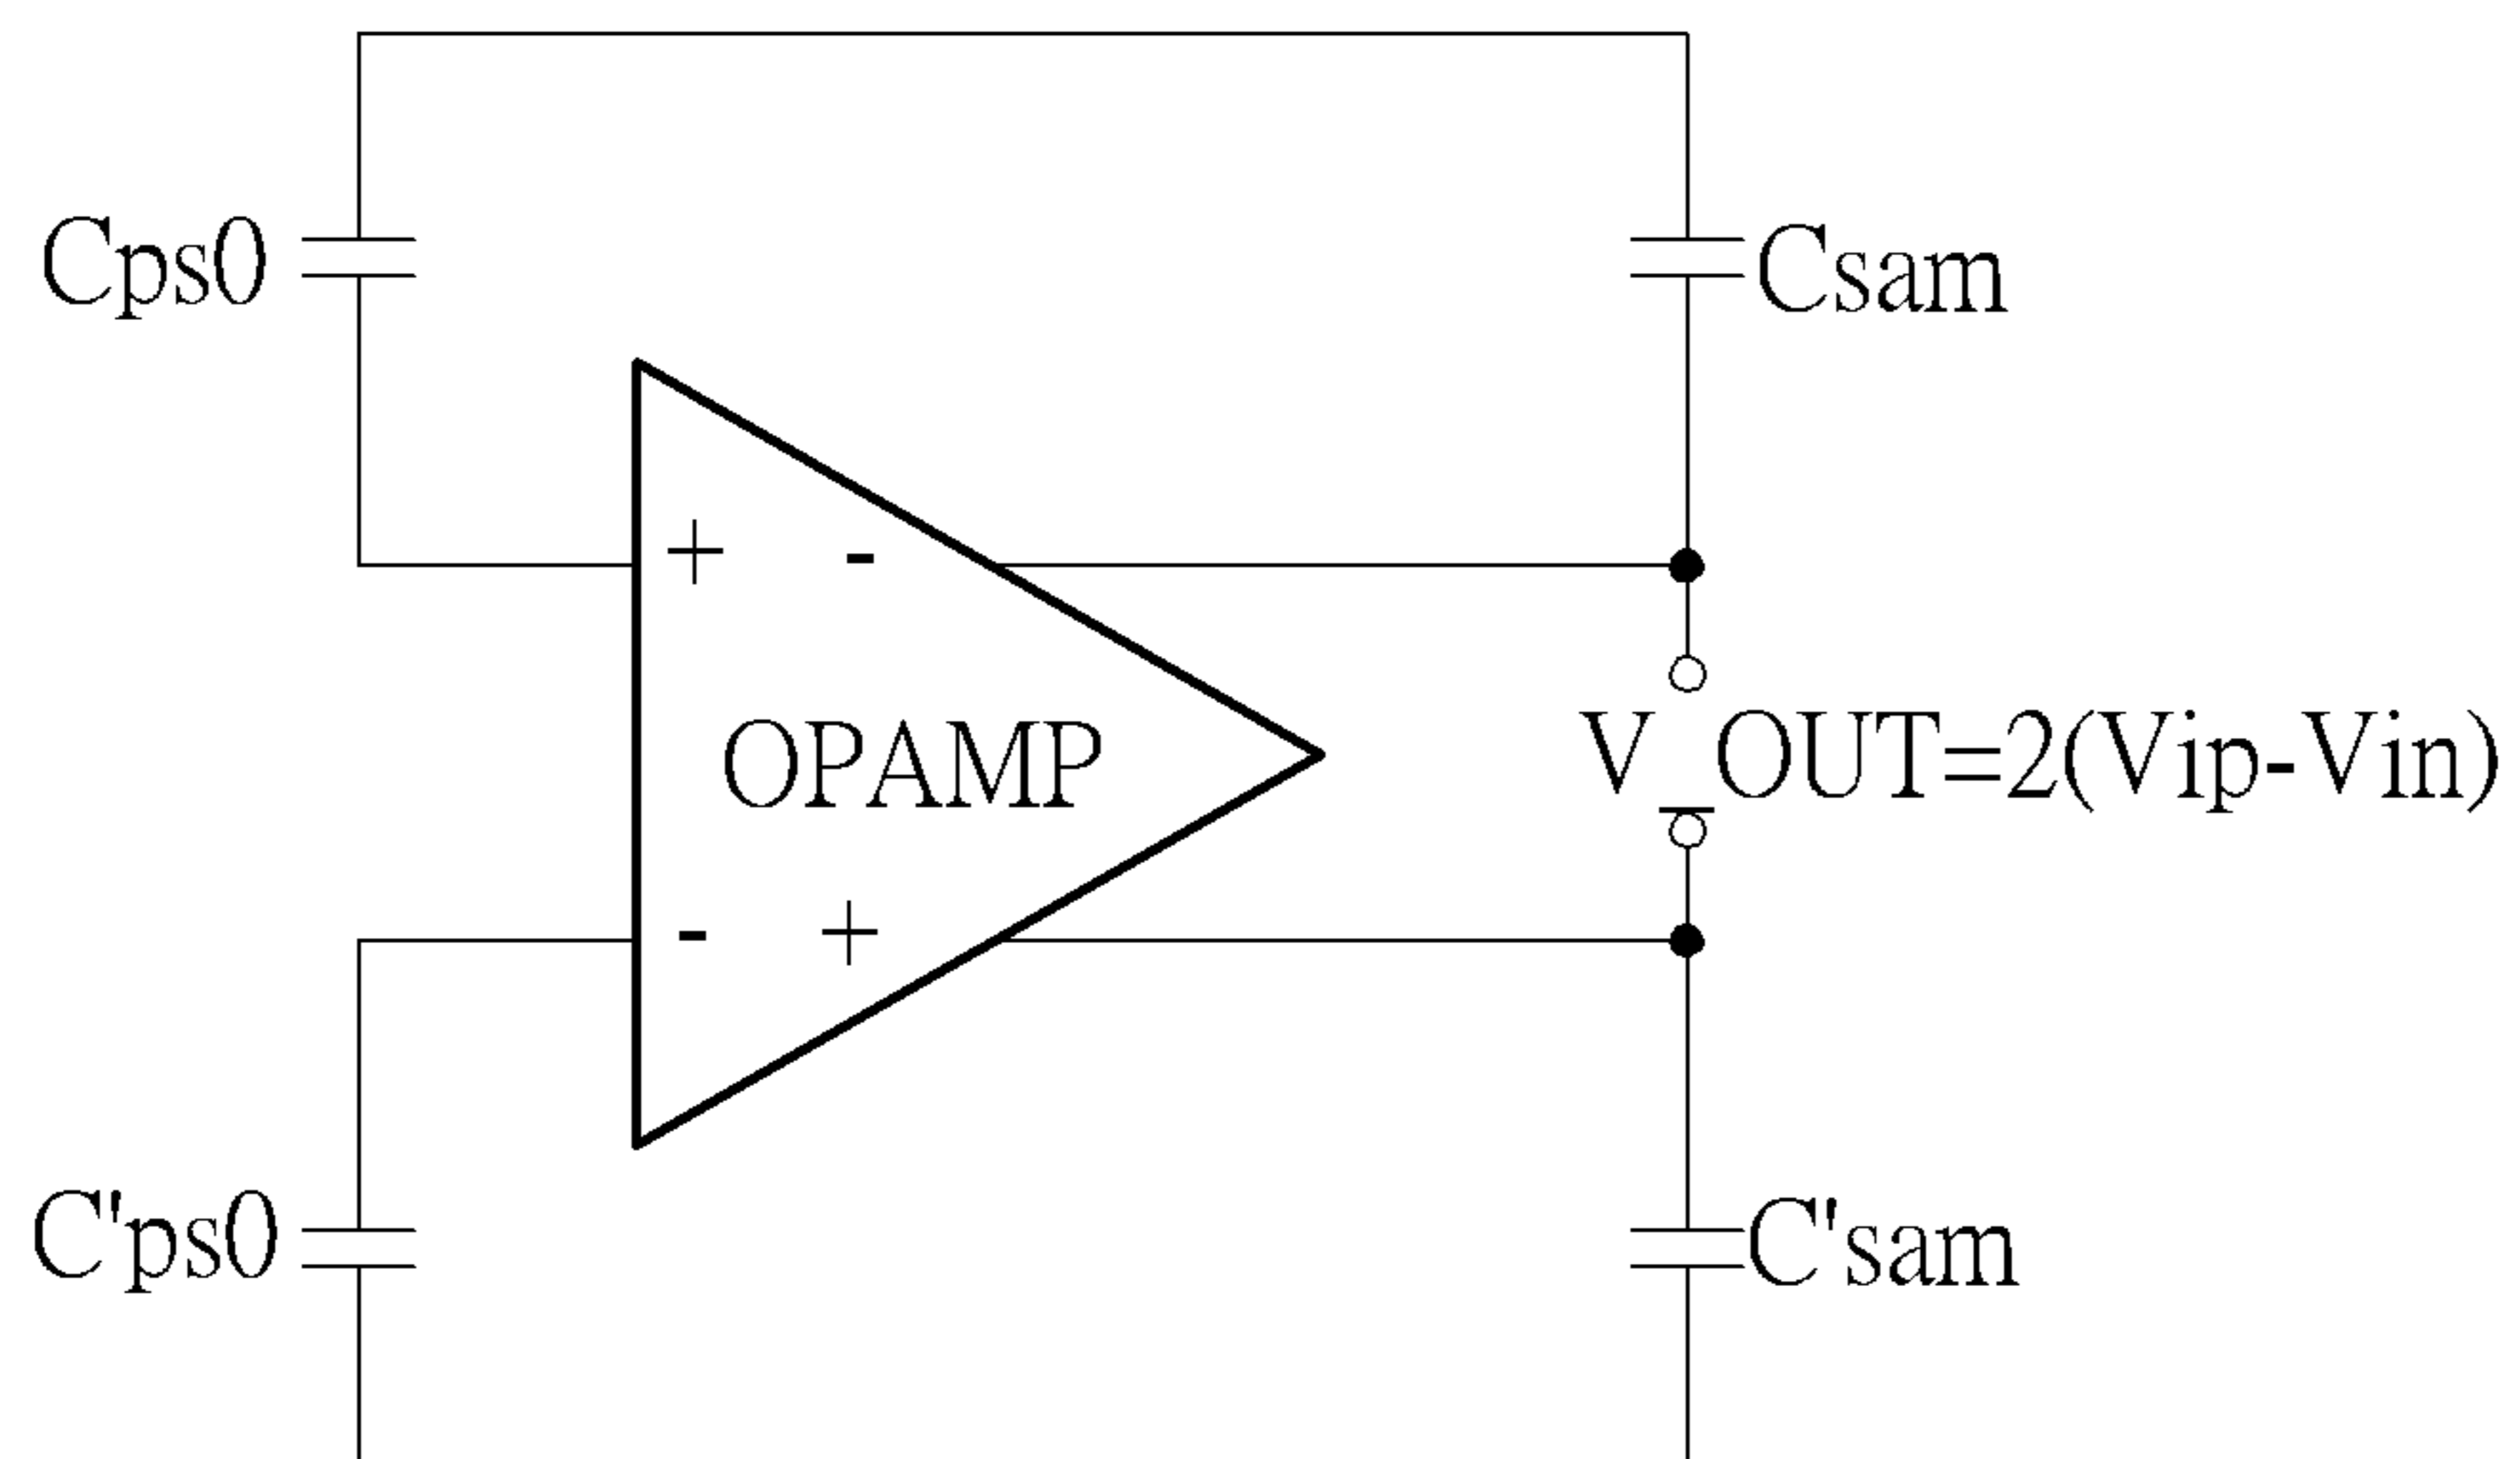 Cps0
Csam
+ -
OPAMP
V_OUT=2(Vip-Vin)
- +
C'ps0
C'sam